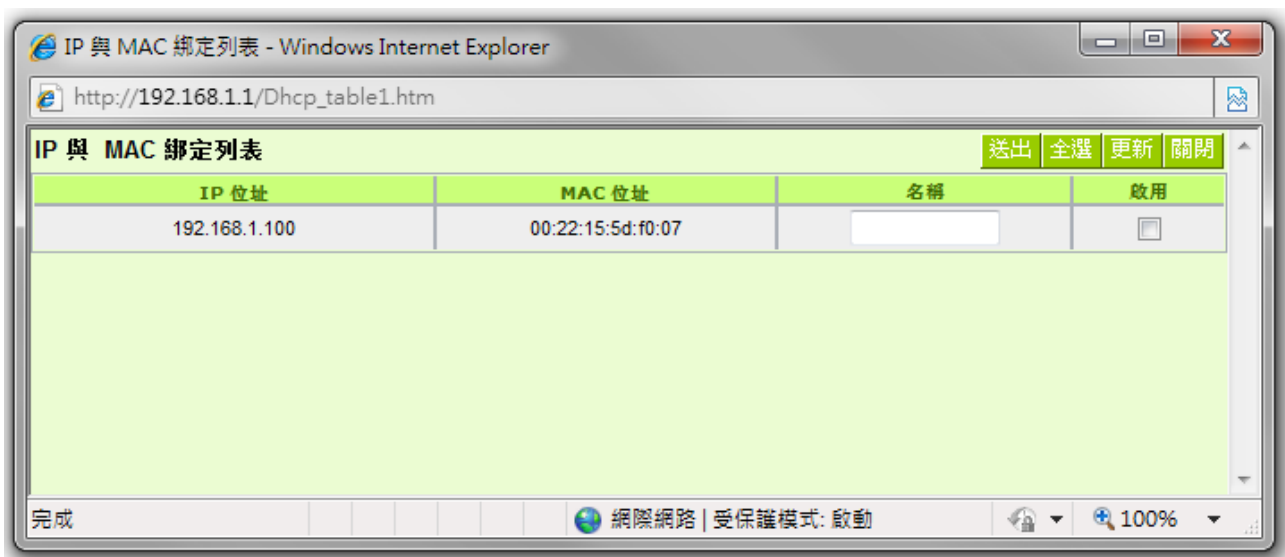 IP 與 MAC 綁定列表 - Windows Internet Explorer
http://192.168.1.1/Dhcp_table1.htm
IP 與 MAC 綁定列表 送出 全選 更新 關閉
IP 位址 MAC 位址 名稱 啟用
192.168.1.100 00:22:15:5d:f0:07
完成 網際網路 | 受保護模式: 啟動 100%